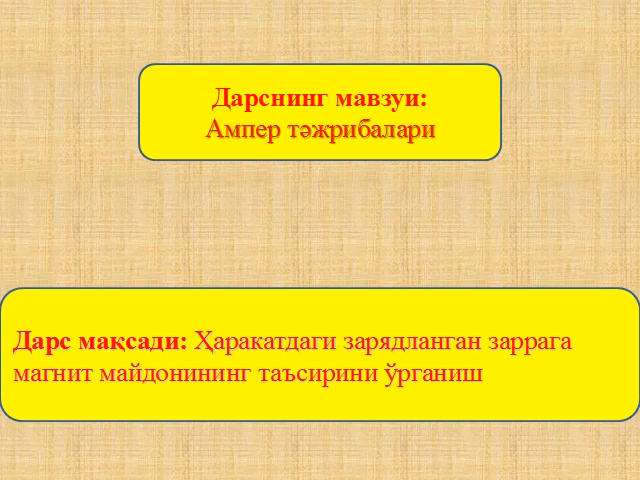 Дарснинг мавзуи:
Ампер тәжрибалари
Дарс мақсади: Ҳаракатдаги зарядланган заррага
магнит майдонининг таъсирини ўрганиш